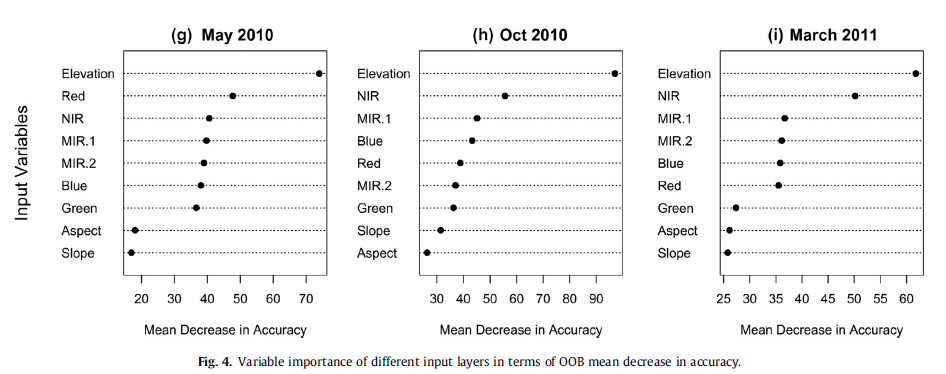 (g) May 2010
(h) Oct 2010
(i) March 2011
Input Variables
Elevation
Red
NIR
MIR.1
MIR.2
Blue
Green
Aspect
Slope
20 30 40 50 60 70
Mean Decrease in Accuracy
Elevation
NIR
MIR.1
Blue
Red
MIR.2
Green
Slope
Aspect
30 40 50 60 70 80 90
Mean Decrease in Accuracy
Elevation
NIR
MIR.1
MIR.2
Blue
Red
Green
Aspect
Slope
25 30 35 40 45 50 55 60
Mean Decrease in Accuracy
Fig. 4. Variable importance of different input layers in terms of OOB mean decrease in accuracy.